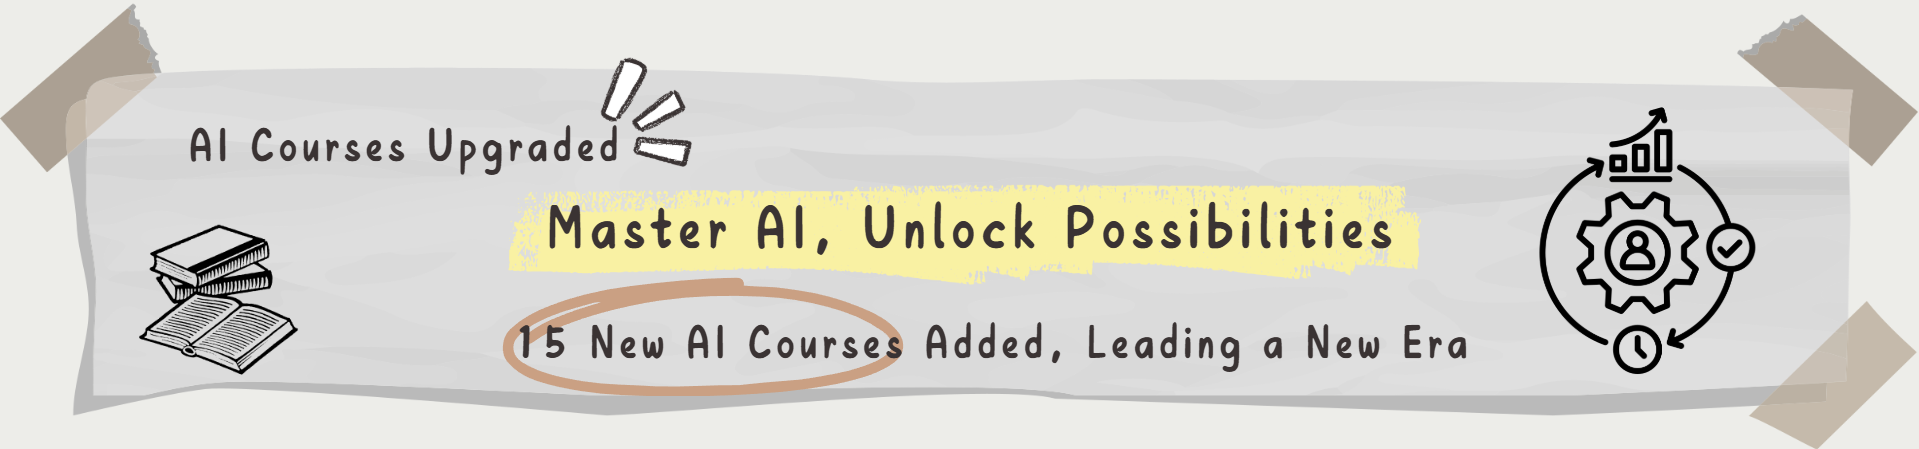 AI Courses Upgraded
Master AI, Unlock Possibilities
15 New AI Courses Added, Leading a New Era